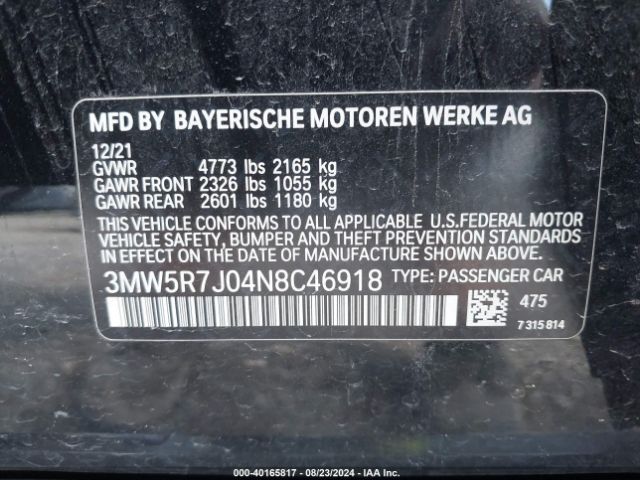 MFD BY BAYERISCHE MOTOREN WERKE AG
12/21
GVWR 4773 lbs 2165 kg
GAWR FRONT 2326 lbs 1055 kg
GAWR REAR 2601 lbs 1180 kg
THIS VEHICLE CONFORMS TO ALL APPLICABLE U.S.FEDERAL MOTOR
VEHICLE SAFETY, BUMPER AND THEFT PREVENTION STANDARDS
IN EFFECT ON THE DATE OF MANUFACTURE SHOWN ABOVE.
3MW5R7J04N8C46918 TYPE: PASSENGER CAR
475
7315814
000-40165817 - 08/23/2024 - IAA Inc.